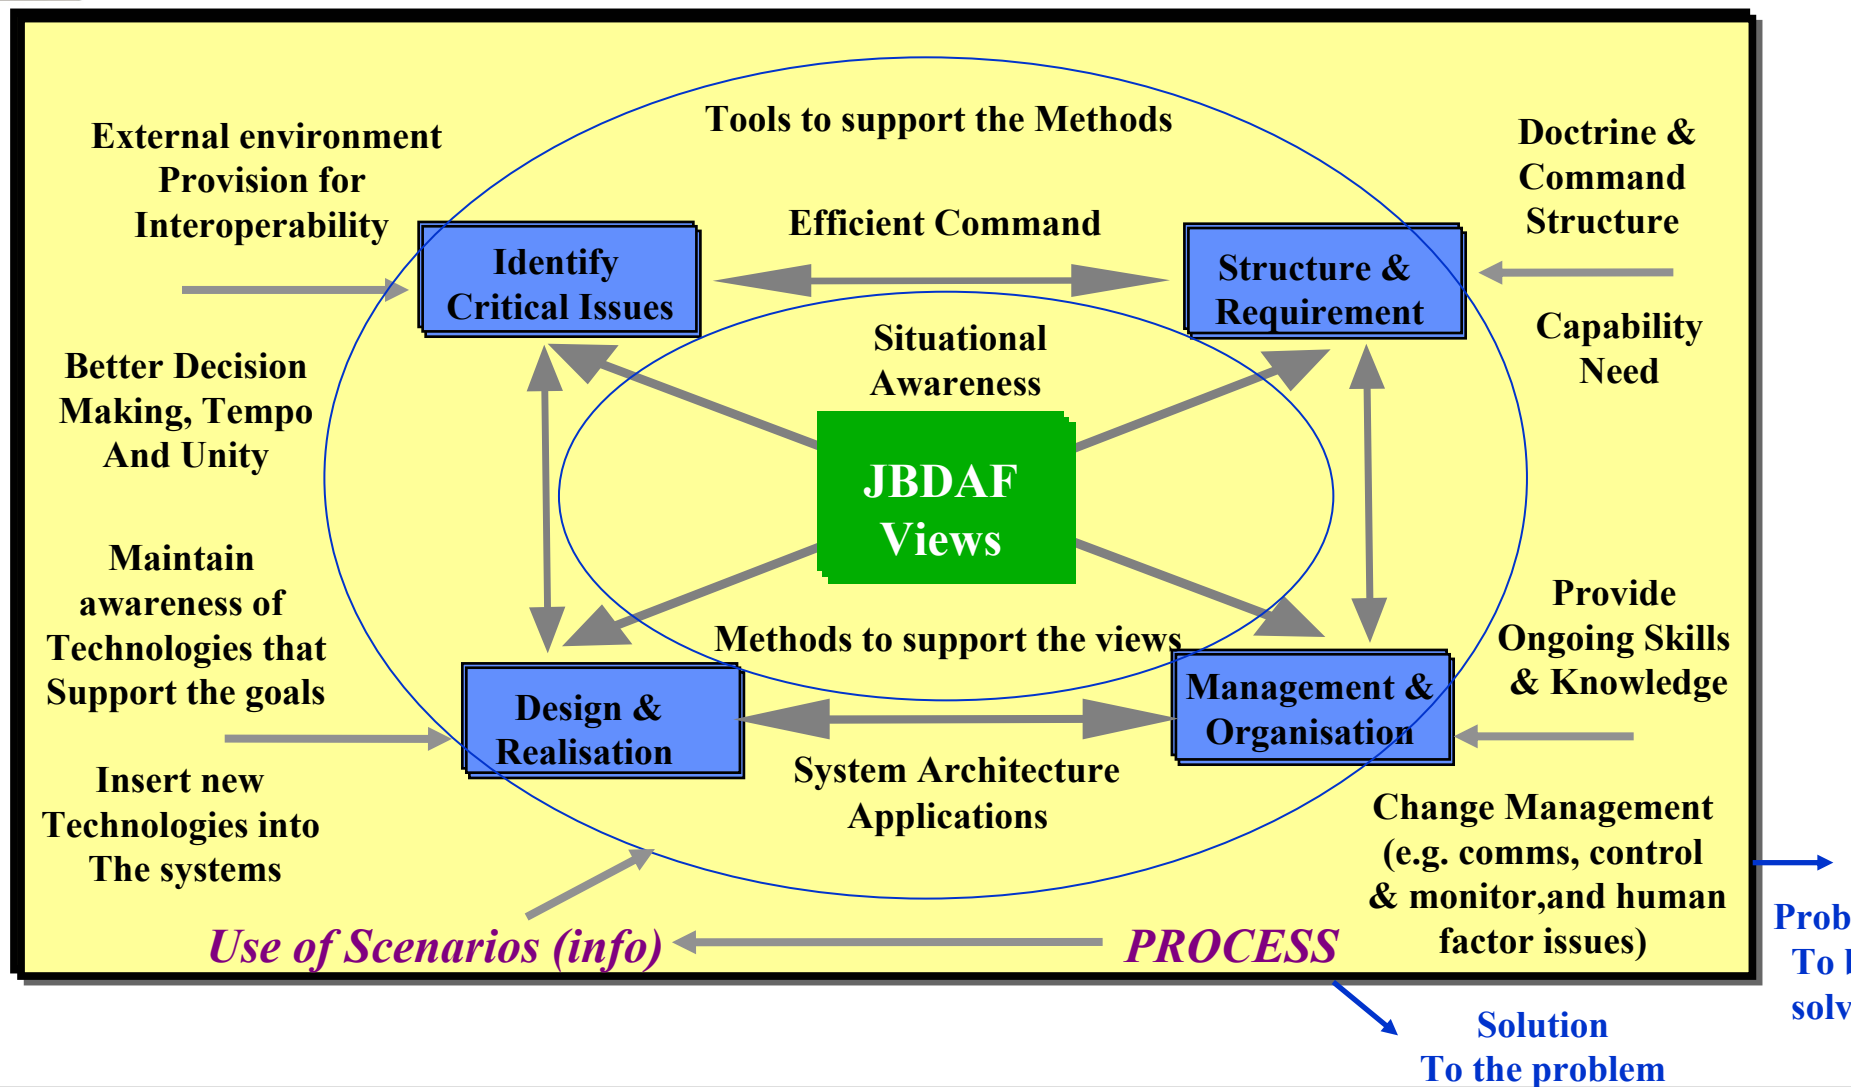 Tools to support the Methods
External environment
Provision for
Interoperability
Doctrine &
Command
Structure
Efficient Command
Identify
Critical Issues
Structure &
Requirement
Situational
Awareness
Capability
Need
Better Decision
Making, Tempo
And Unity
JBDAF
Views
Maintain
awareness of
Technologies that
Support the goals
Provide
Ongoing Skills
& Knowledge
Methods to support the views
Design &
Realisation
Management &
Organisation
System Architecture
Applications
Insert new
Technologies into
The systems
Change Management
(e.g. comms, control
& monitor,and human
factor issues)
Use of Scenarios (info)
PROCESS
To
Solution
To the problem